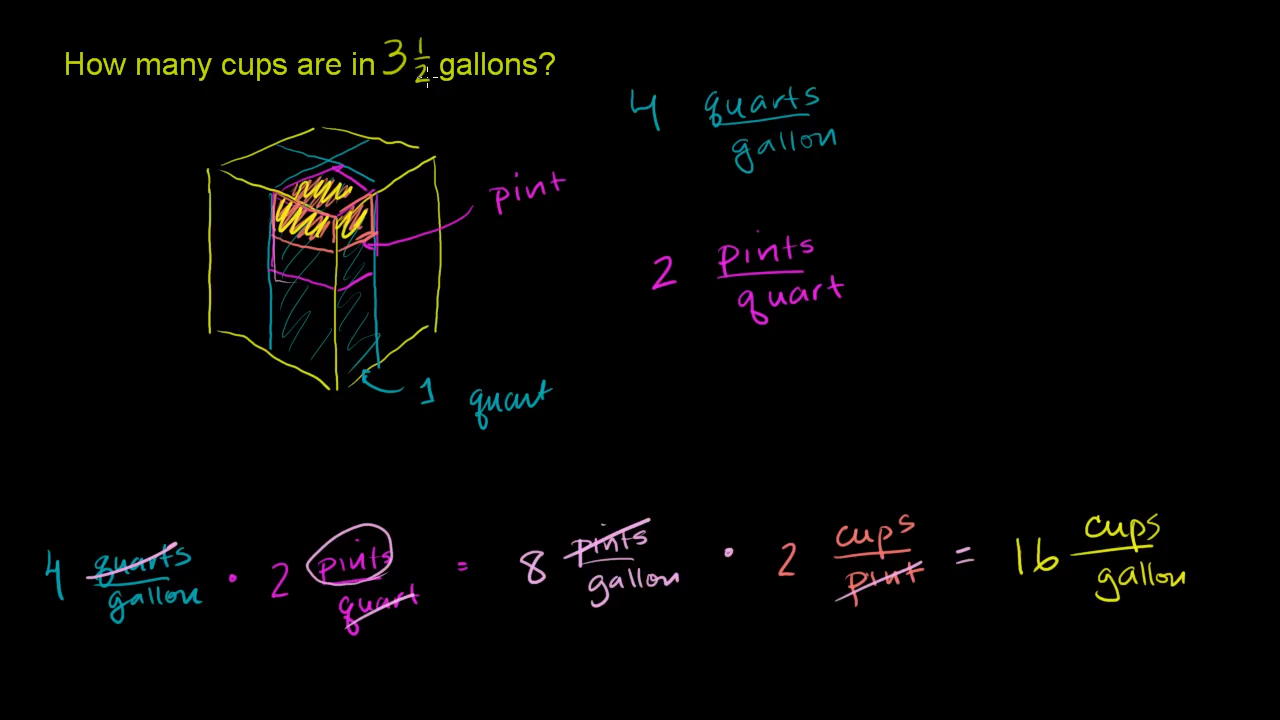 How many cups are in 3 1/2 gallons?
4 quarts/gallon
pint
2 pints/quart
1 quart
4 quarts/gallon · 2 pints/quart = 8 pints/gallon · 2 cups/pint = 16 cups/gallon